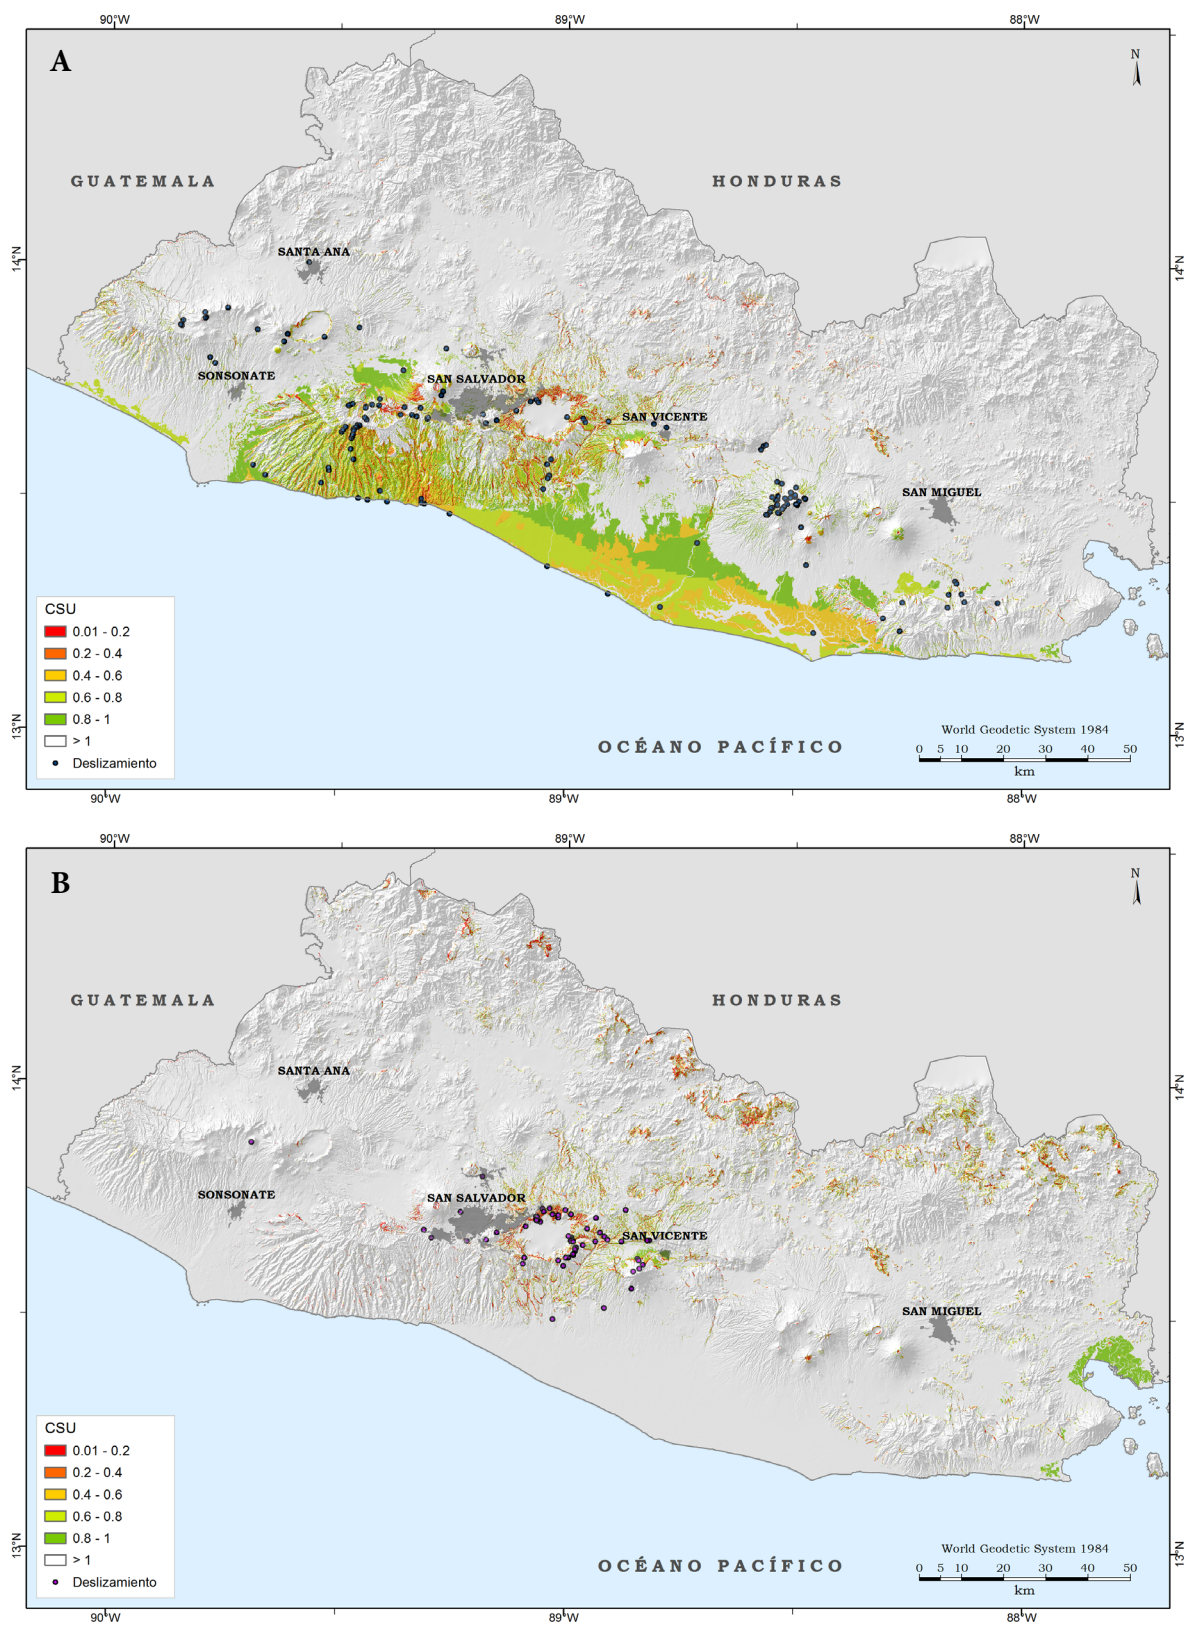 90°W 89°W 88°W
A
N
GUATEMALA HONDURAS
SANTA ANA
14°N 14°N
SONSONATE
SAN SALVADOR
SAN VICENTE
SAN MIGUEL
CSU
0.01 - 0.2
0.2 - 0.4
0.4 - 0.6
0.6 - 0.8
0.8 - 1
> 1
Deslizamiento
13°N 13°N
World Geodetic System 1984
OCÉANO PACÍFICO
0 5 10 20 30 40 50
km
90°W 89°W 88°W
90°W 89°W 88°W
B
N
GUATEMALA HONDURAS
SANTA ANA
14°N 14°N
SONSONATE
SAN SALVADOR
SAN VICENTE
SAN MIGUEL
CSU
0.01 - 0.2
0.2 - 0.4
0.4 - 0.6
0.6 - 0.8
0.8 - 1
> 1
Deslizamiento
13°N 13°N
World Geodetic System 1984
OCÉANO PACÍFICO
0 5 10 20 30 40 50
km
90°W 89°W 88°W